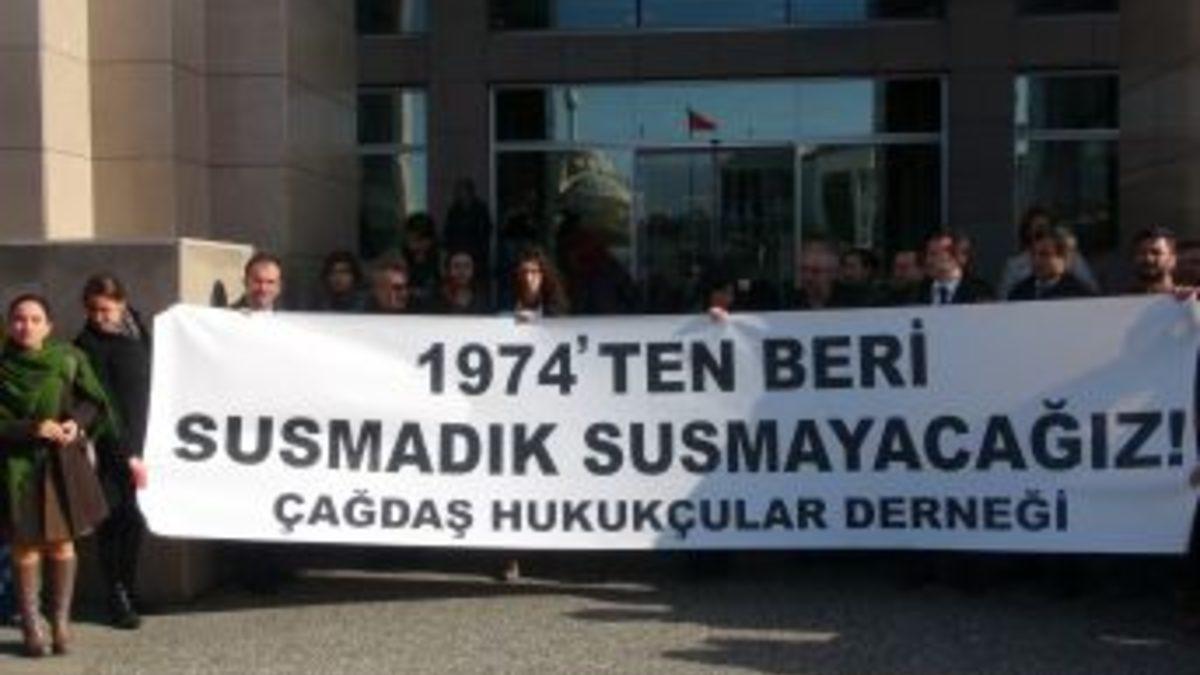 1974'TEN BERİ
SUSMADIK SUSMAYACAĞIZ!
ÇAĞDAŞ HUKUKÇULAR DERNEĞİ